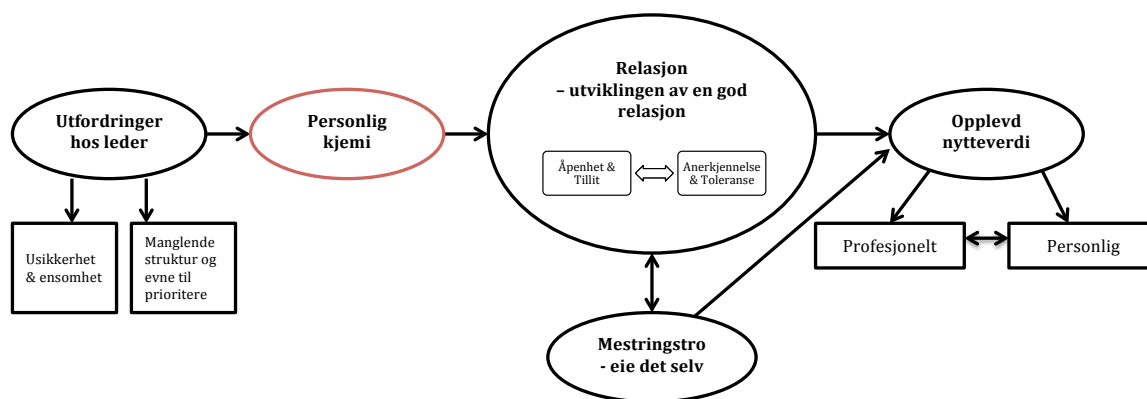 Utfordringer
hos leder
Usikkerhet
& ensomhet
Manglende
struktur og
evne til
prioritere
Personlig
kjemi
Relasjon
– utviklingen av en god
relasjon
Åpenhet &
Tillit
Anerkjennelse
& Toleranse
Mestringstro
- eie det selv
Opplevd
nytteverdi
Profesjonelt
Personlig